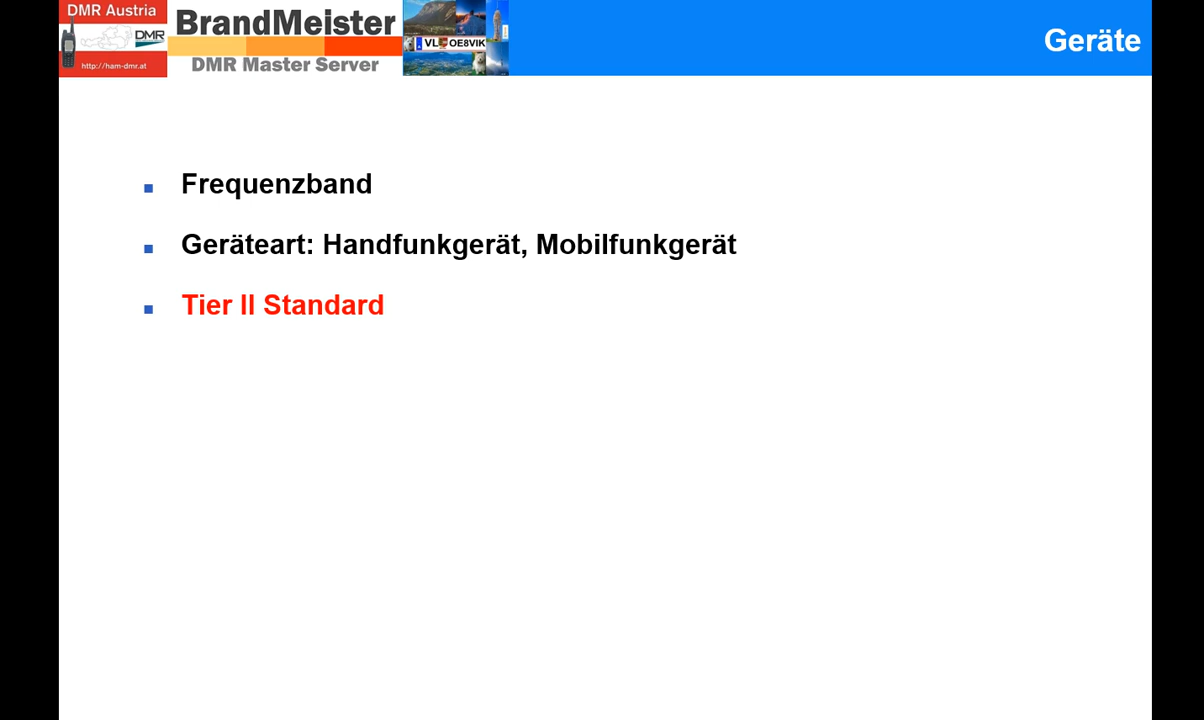 DMR Austria
DMR
http://ham-dmr.at
BrandMeister
DMR Master Server
VL OE8VIK
Geräte
Frequenzband
Geräteart: Handfunkgerät, Mobilfunkgerät
Tier II Standard